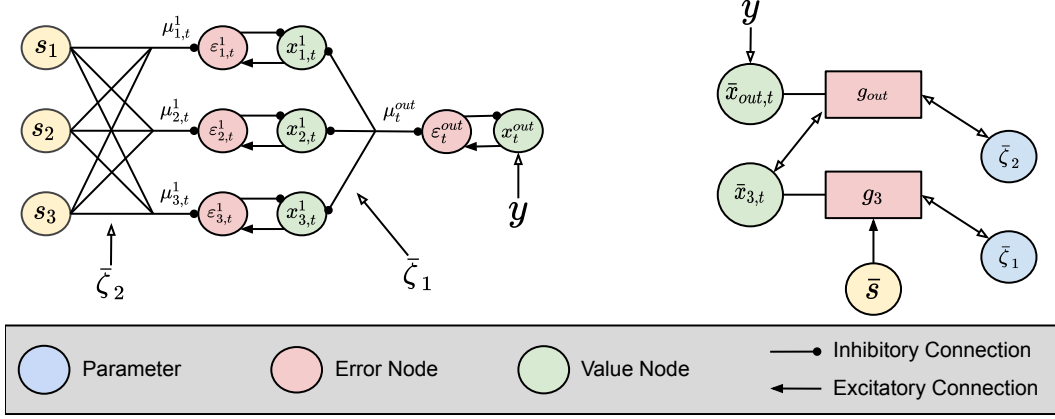 s₁
s₂
s₃
μ¹₁,ₜ
μ¹₂,ₜ
μ¹₃,ₜ
ε¹₁,ₜ
x¹₁,ₜ
ε¹₂,ₜ
x¹₂,ₜ
ε¹₃,ₜ
x¹₃,ₜ
μₜᵒᵘᵗ
εₜᵒᵘᵗ
xₜᵒᵘᵗ
y
ζ̄₂
ζ̄₁
y
x̄ₒᵤₜ,ₜ
gₒᵤₜ
ζ̄₂
x̄₃,ₜ
g₃
ζ̄₁
s̄
Parameter
Error Node
Value Node
Inhibitory Connection
Excitatory Connection